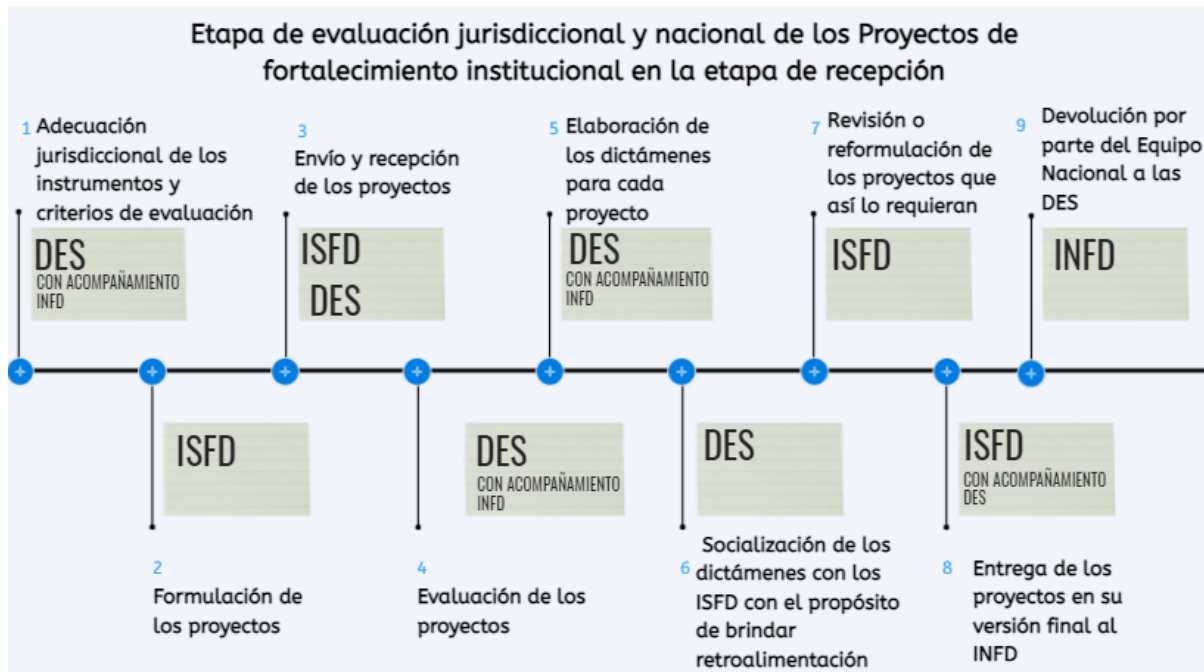 Etapa de evaluación jurisdiccional y nacional de los Proyectos de
fortalecimiento institucional en la etapa de recepción
1 Adecuación
jurisdiccional de los
instrumentos y
criterios de evaluación
DES
CON ACOMPAÑAMIENTO
INFD
2
Formulación de
los proyectos
ISFD
3
Envío y recepción
de los proyectos
ISFD
DES
4
Evaluación de los
proyectos
DES
CON ACOMPAÑAMIENTO
INFD
5 Elaboración de
los dictámenes
para cada
proyecto
DES
CON ACOMPAÑAMIENTO
INFD
DES
Socialización de los
6 dictámenes con los
ISFD con el propósito
de brindar
retroalimentación
7 Revisión o
reformulación de
los proyectos que
así lo requieran
ISFD
ISFD
CON ACOMPAÑAMIENTO
DES
8 Entrega de los
proyectos en su
versión final al
INFD
9 Devolución por
parte del Equipo
Nacional a las
DES
INFD